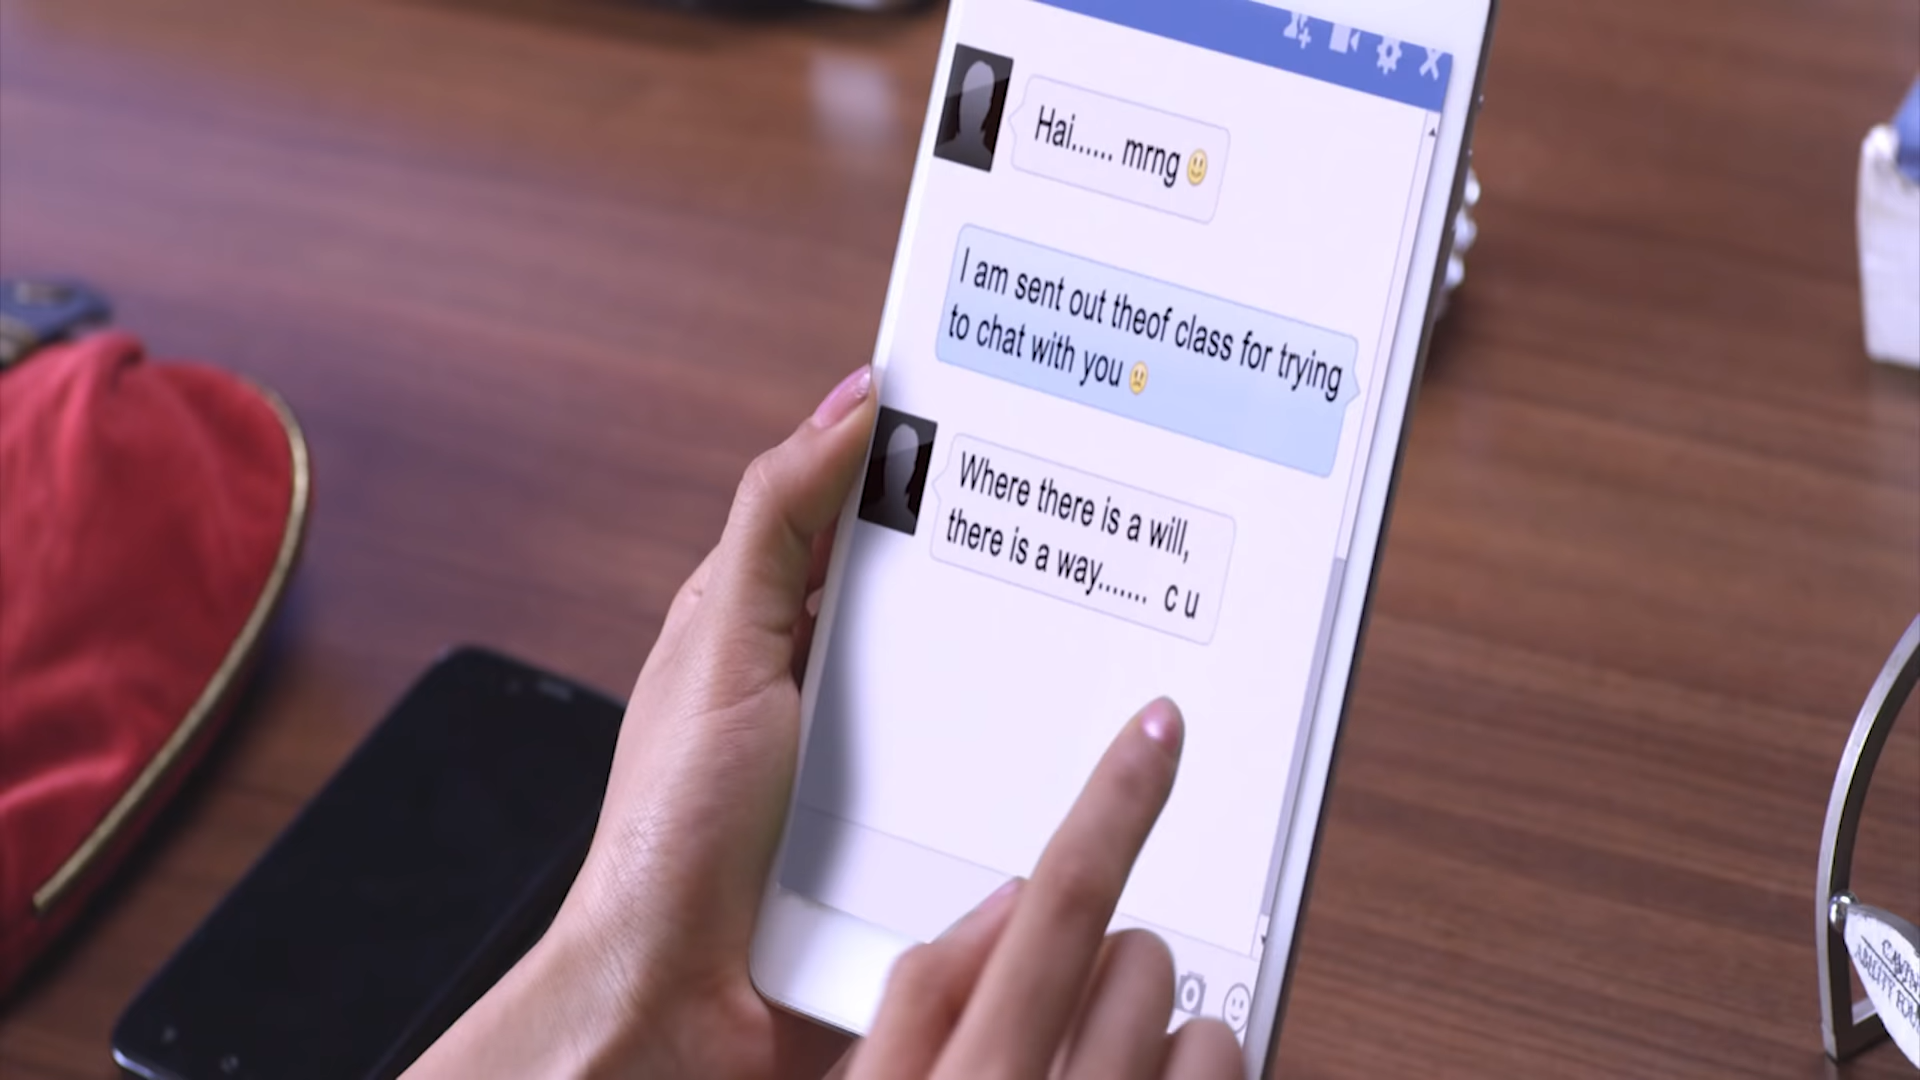 Hai...... mrng 🙂
I am sent out theof class for trying
to chat with you 🙁
Where there is a will,
there is a way....... c u